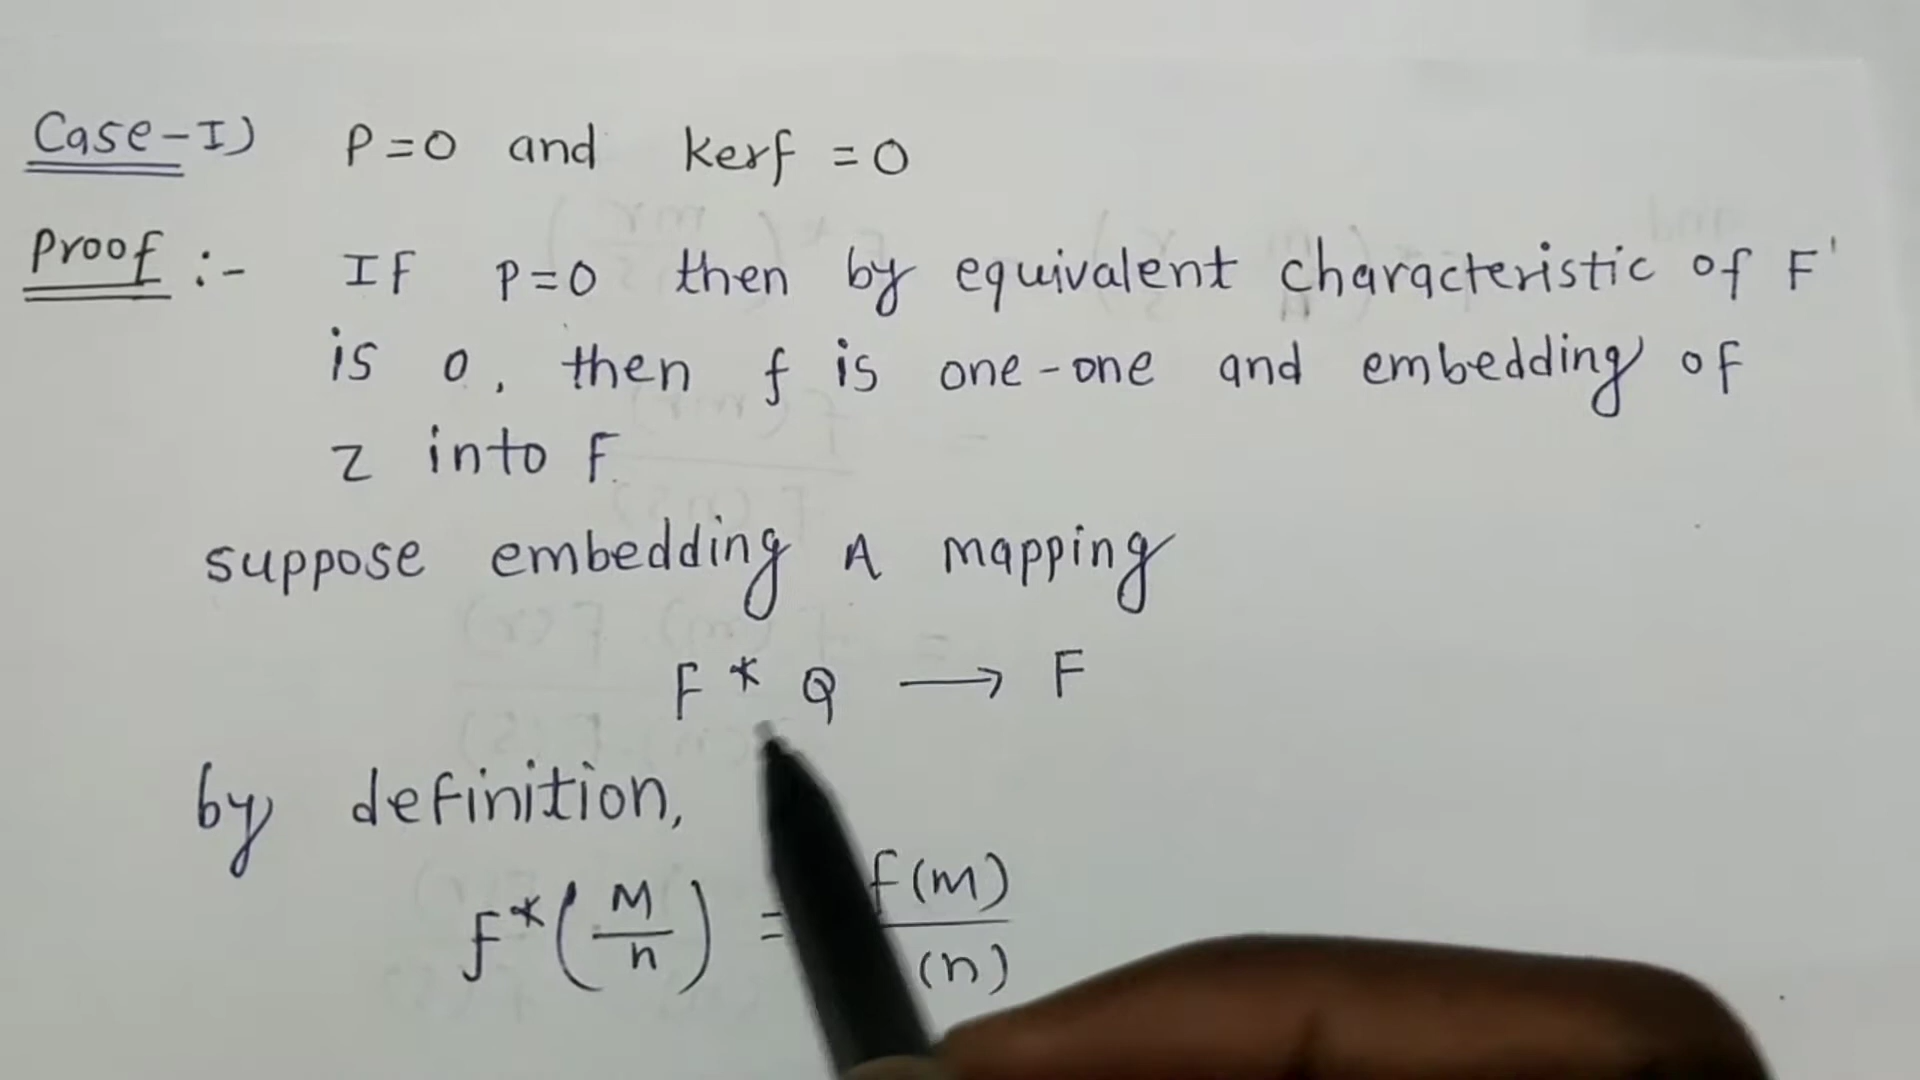 Case-I) P=0 and kerf =0
Proof :- IF P=0 then by equivalent characteristic of F'
is 0, then f is one-one and embedding of
Z into F.
suppose embedding A mapping
F * Q → F
by definition,
f*(M/n) = f(m)/(n)